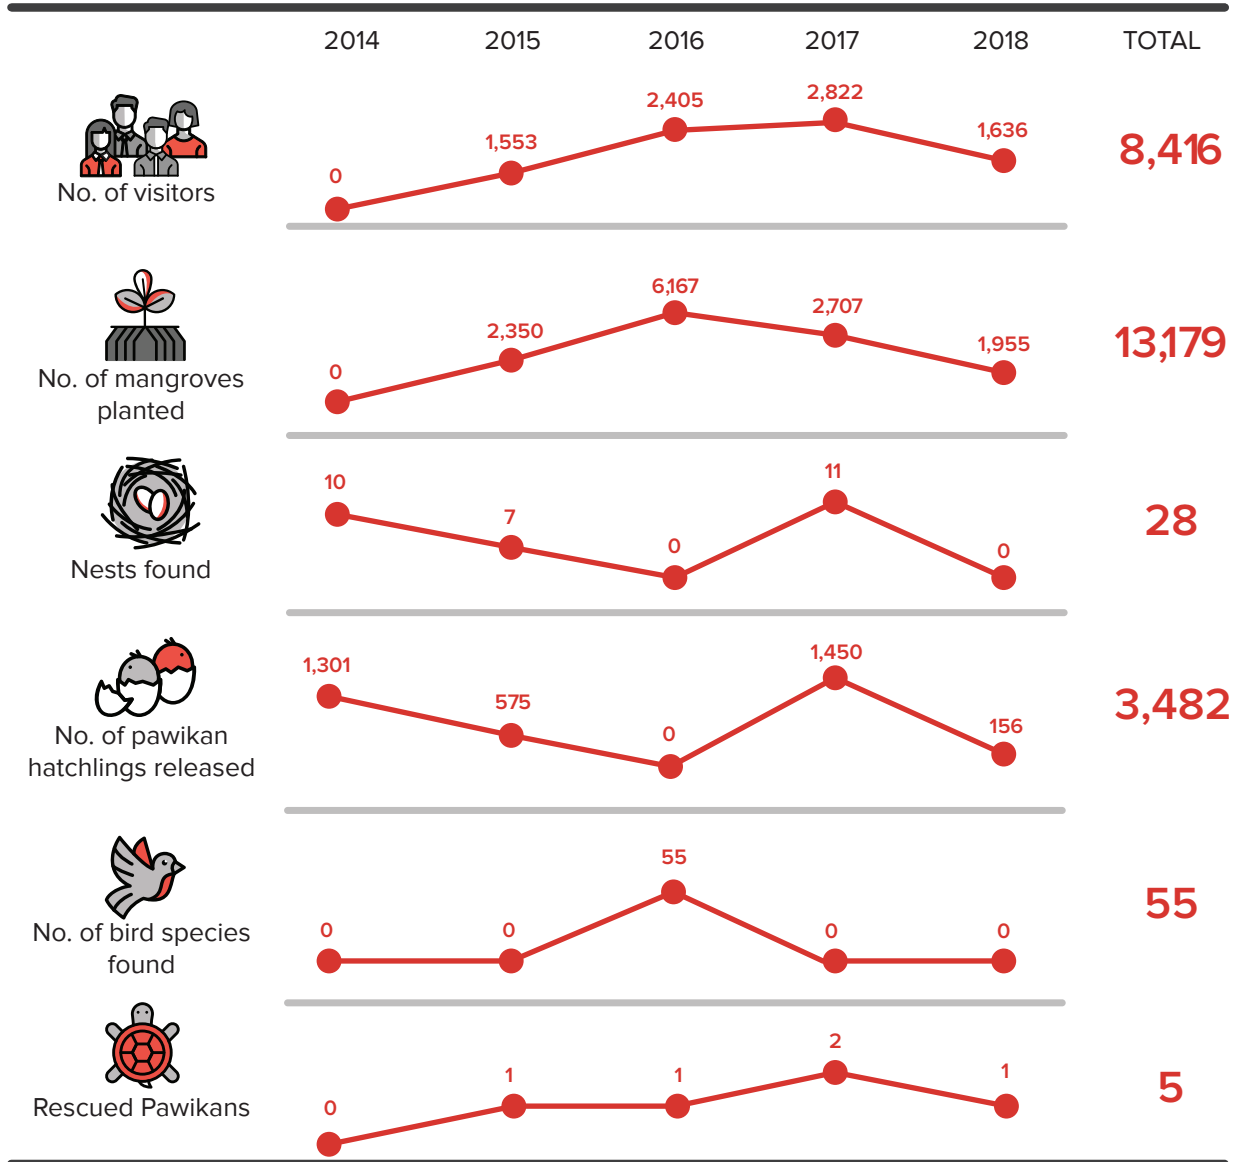 2014 2015 2016 2017 2018 TOTAL
No. of visitors
0 1,553 2,405 2,822 1,636 8,416
No. of mangroves
planted
0 2,350 6,167 2,707 1,955 13,179
Nests found
10 7 0 11 0 28
No. of pawikan
hatchlings released
1,301 575 0 1,450 156 3,482
No. of bird species
found
0 0 55 0 0 55
Rescued Pawikans
0 1 1 2 1 5